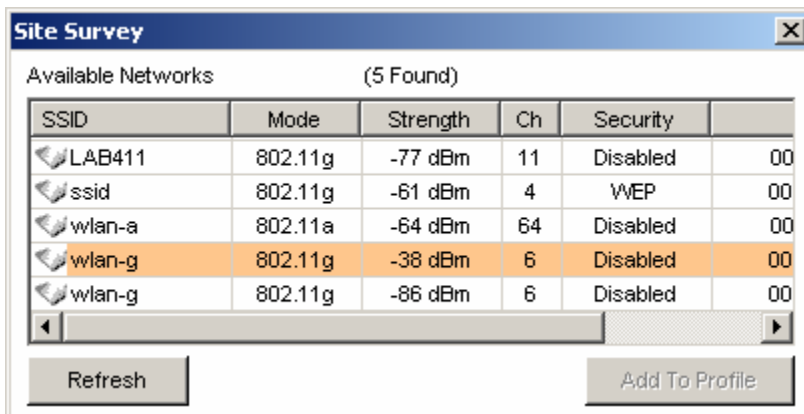 Site Survey
Available Networks (5 Found)
SSID Mode Strength Ch Security
LAB411 802.11g -77 dBm 11 Disabled 00
ssid 802.11g -61 dBm 4 WEP 00
wlan-a 802.11a -64 dBm 64 Disabled 00
wlan-g 802.11g -38 dBm 6 Disabled 00
wlan-g 802.11g -86 dBm 6 Disabled 00
Refresh Add To Profile